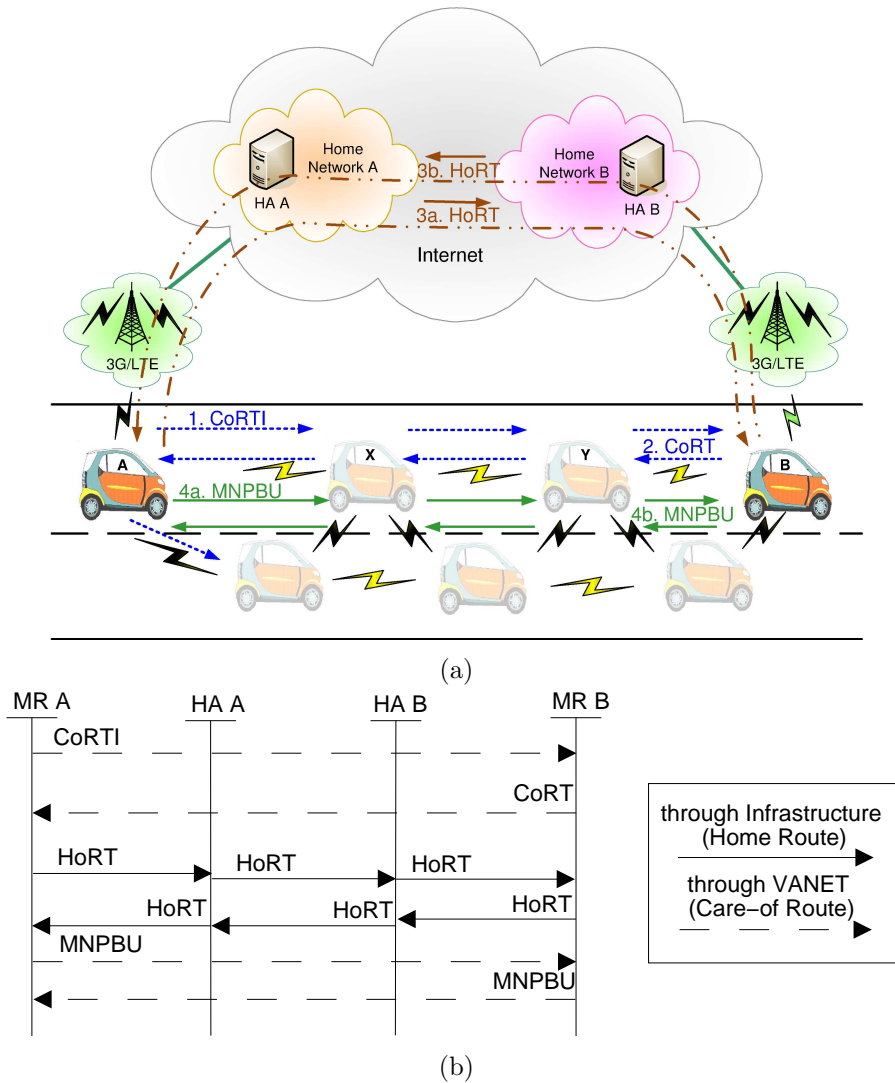 Home
Network A
HA A
3b. HoRT
3a. HoRT
Home
Network B
HA B
Internet
3G/LTE
3G/LTE
1. CoRTI
2. CoRT
A
X
Y
B
4a. MNPBU
4b. MNPBU
(a)
MR A
HA A
HA B
MR B
CoRTI
CoRT
HoRT
HoRT
HoRT
HoRT
HoRT
HoRT
MNPBU
MNPBU
through Infrastructure
(Home Route)
through VANET
(Care−of Route)
(b)